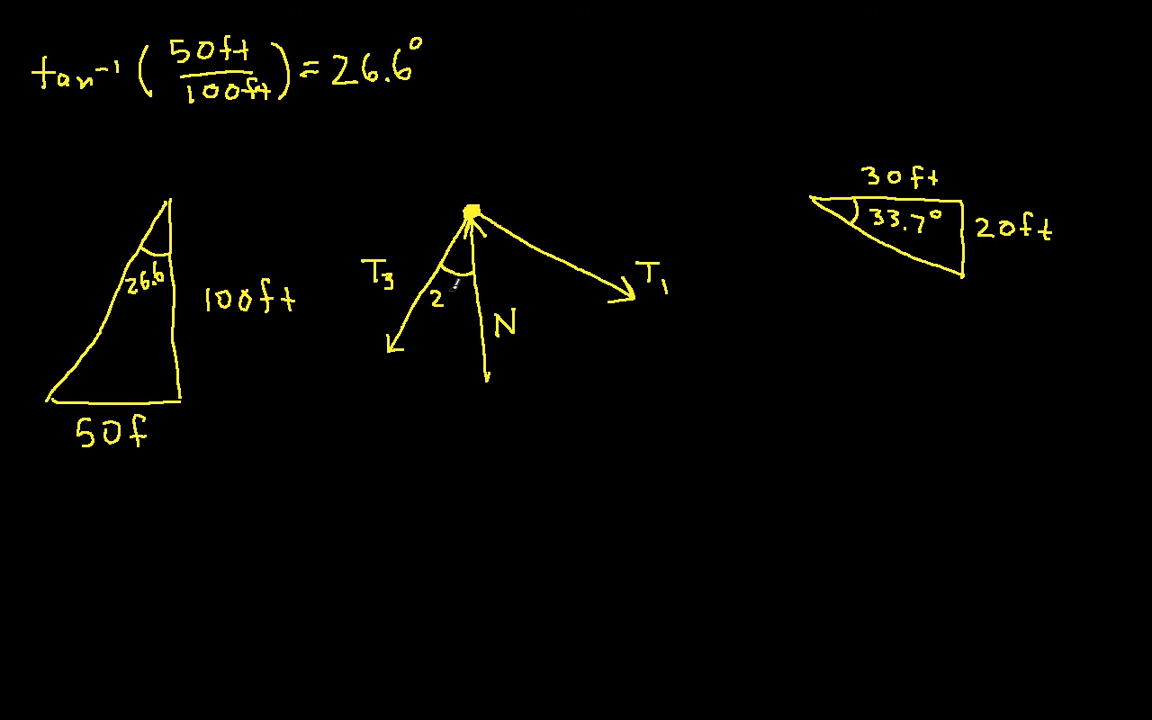 tan⁻¹ (50ft/100ft) = 26.6°
30ft
33.7°
20ft
26.6
100ft
50f
T₃
2
N
T₁